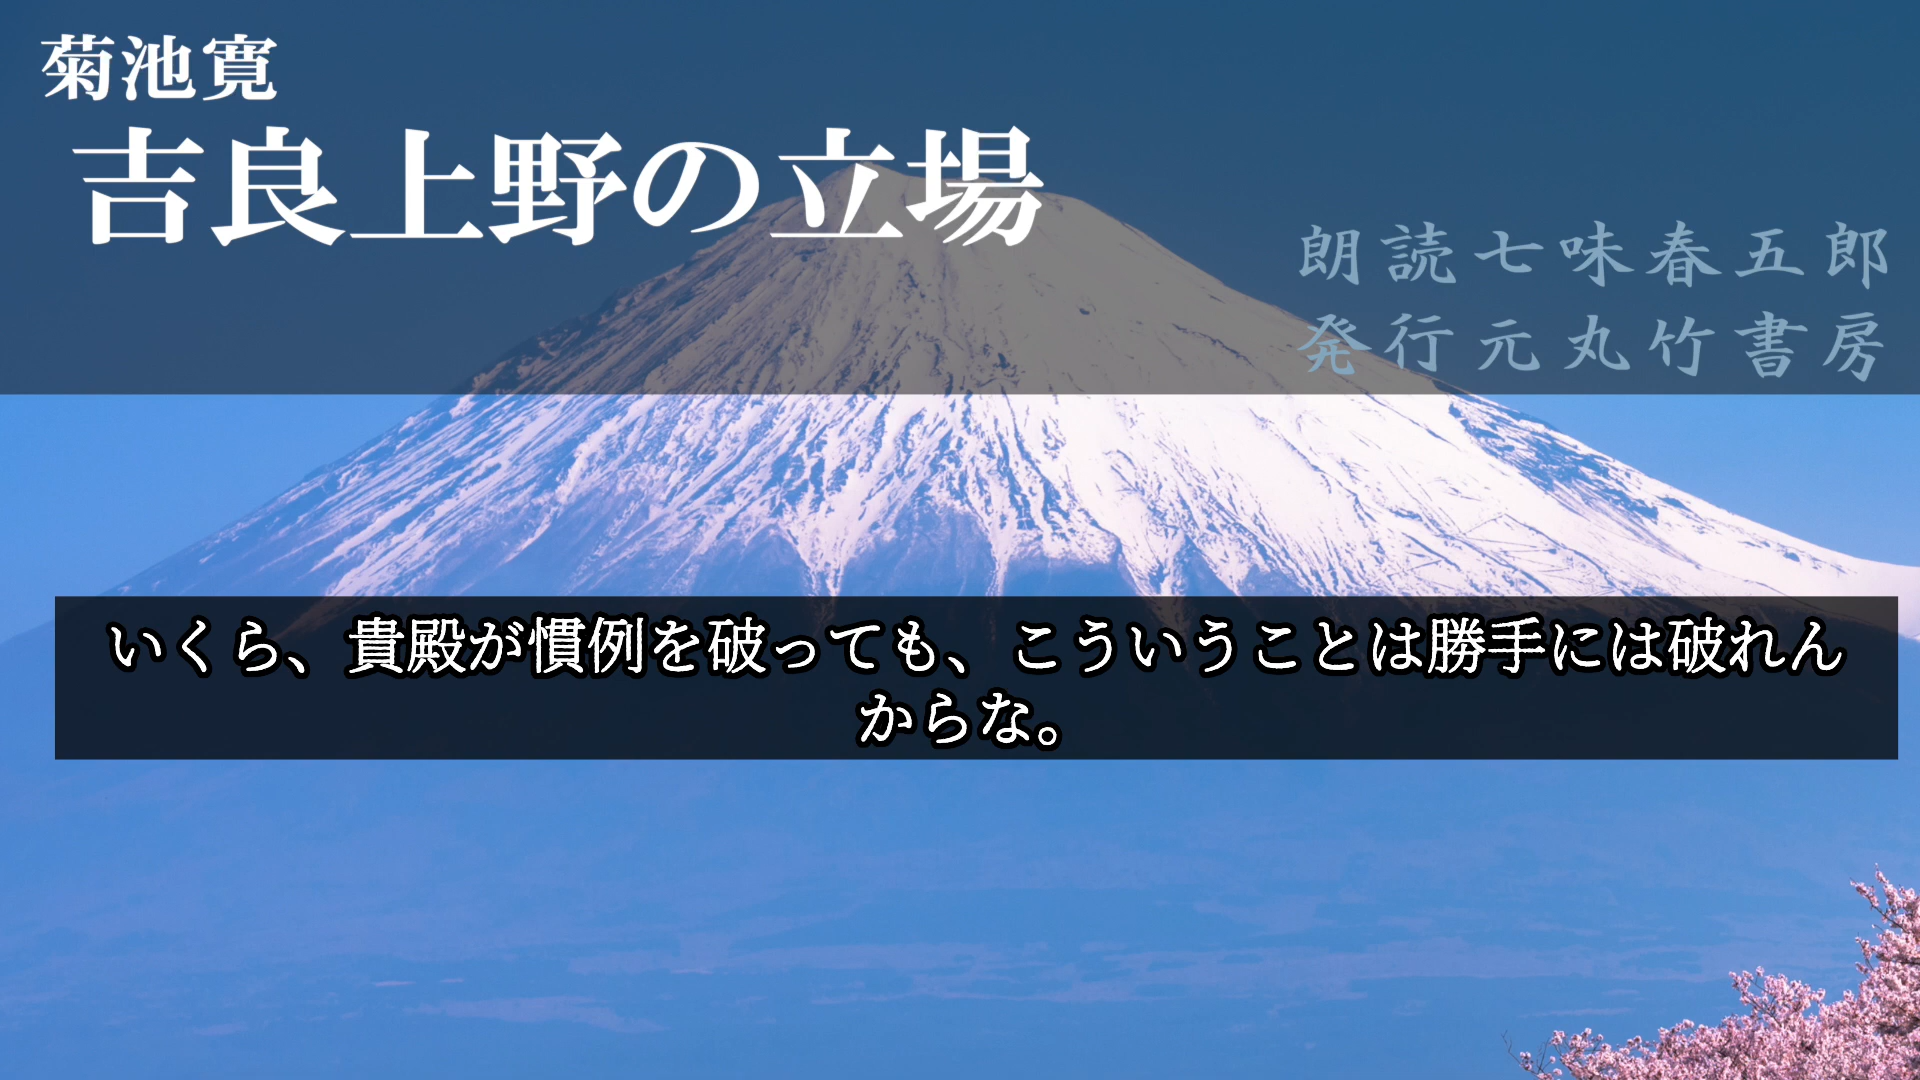 菊池寛
吉良上野の立場
朗読七味春五郎
発行元丸竹書房
いくら、貴殿が慣例を破っても、こういうことは勝手には破れん
からな。